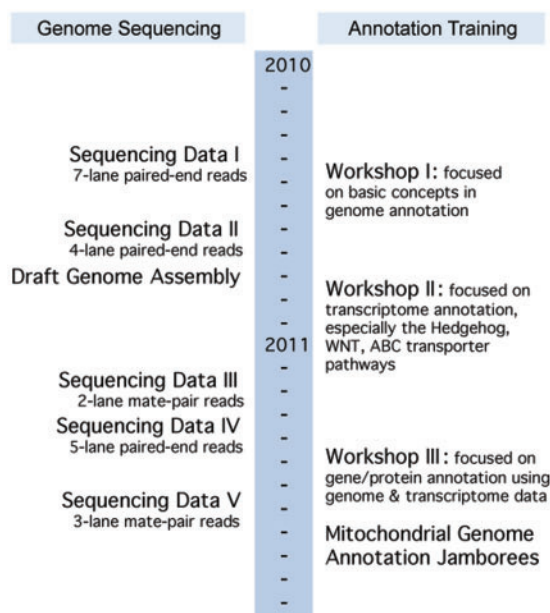 Genome Sequencing
Annotation Training
2010
-
-
-
Sequencing Data I
7-lane paired-end reads
-
-
Workshop I: focused
on basic concepts in
genome annotation
-
Sequencing Data II
4-lane paired-end reads
Draft Genome Assembly
-
-
-
-
-
Workshop II: focused on
transcriptome annotation,
especially the Hedgehog,
WNT, ABC transporter
pathways
2011
-
Sequencing Data III
2-lane mate-pair reads
-
Sequencing Data IV
5-lane paired-end reads
-
-
-
Workshop III: focused on
gene/protein annotation using
genome & transcriptome data
Sequencing Data V
3-lane mate-pair reads
-
-
Mitochondrial Genome
Annotation Jamborees
-
-
-
-